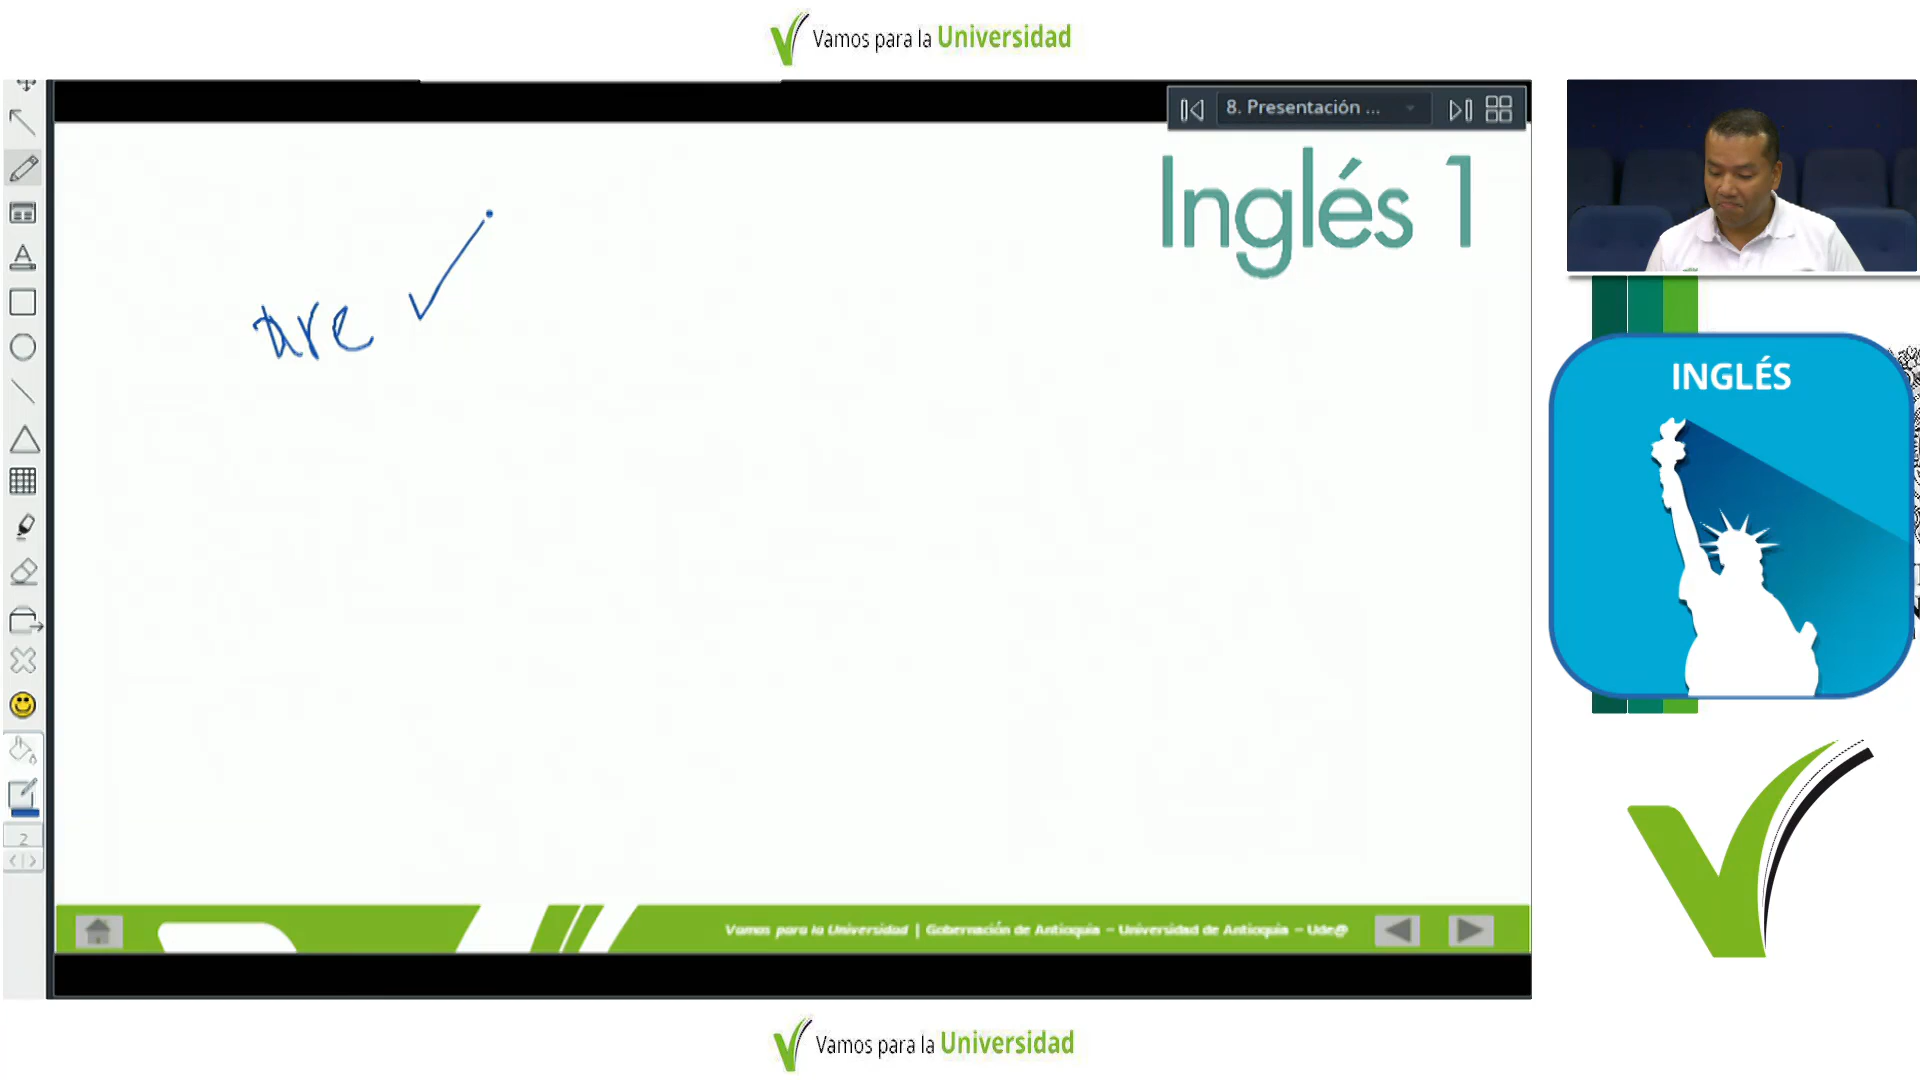 Vamos para la Universidad
8. Presentación ...
Inglés 1
are
INGLÉS
2
Vamos para la Universidad | Gobernación de Antioquia – Universidad de Antioquia – Ude@
Vamos para la Universidad